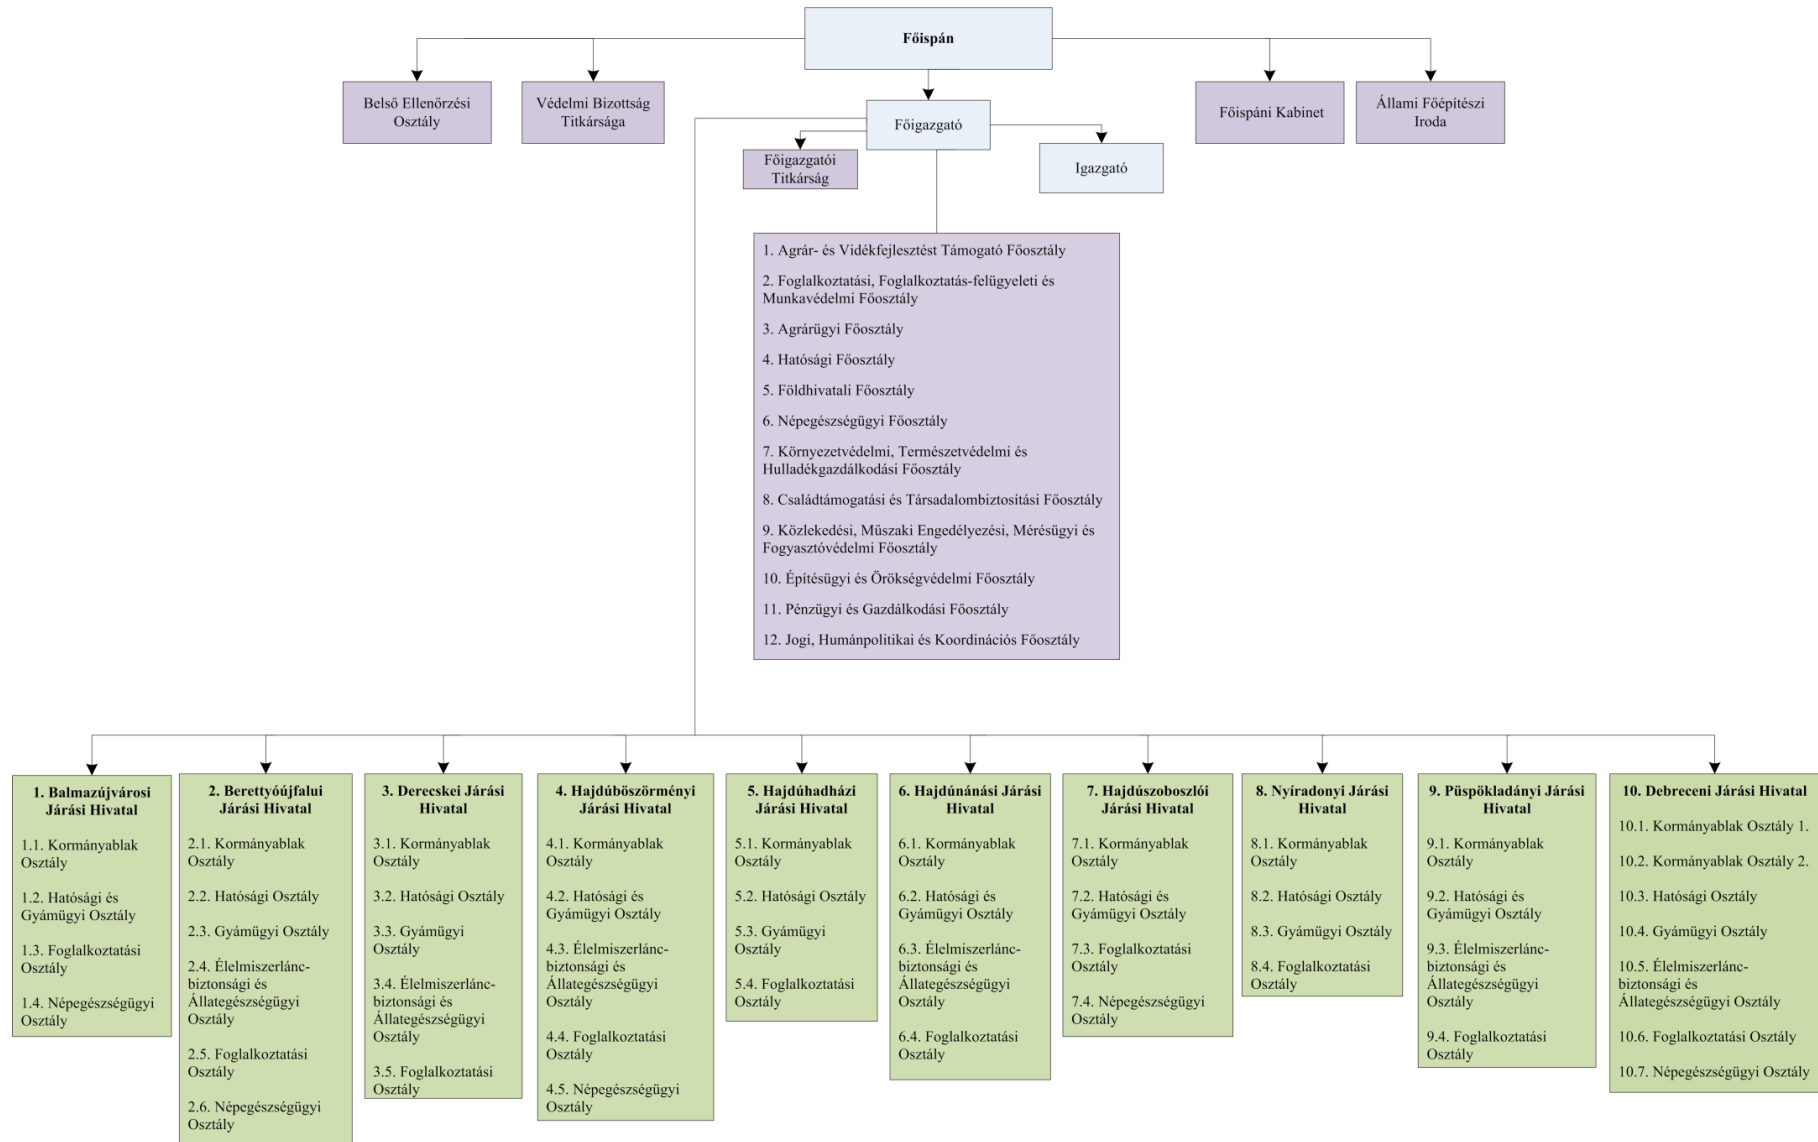 Főispán
Belső Ellenőrzési
Osztály
Védelmi Bizottság
Titkársága
Főispáni Kabinet
Állami Főépítészi
Iroda
Főigazgató
Főigazgatói
Titkárság
Igazgató
1. Agrár- és Vidékfejlesztést Támogató Főosztály
2. Foglalkoztatási, Foglalkoztatás-felügyeleti és
Munkavédelmi Főosztály
3. Agrárügyi Főosztály
4. Hatósági Főosztály
5. Földhivatali Főosztály
6. Népegészségügyi Főosztály
7. Környezetvédelmi, Természetvédelmi és
Hulladékgazdálkodási Főosztály
8. Családtámogatási és Társadalombiztosítási Főosztály
9. Közlekedési, Műszaki Engedélyezési, Mérésügyi és
Fogyasztóvédelmi Főosztály
10. Építésügyi és Örökségvédelmi Főosztály
11. Pénzügyi és Gazdálkodási Főosztály
12. Jogi, Humánpolitikai és Koordinációs Főosztály
1. Balmazújvárosi
Járási Hivatal
1.1. Kormányablak
Osztály
1.2. Hatósági és
Gyámügyi Osztály
1.3. Foglalkoztatási
Osztály
1.4. Népegészségügyi
Osztály
2. Berettyóújfalui
Járási Hivatal
2.1. Kormányablak
Osztály
2.2. Hatósági Osztály
2.3. Gyámügyi Osztály
2.4. Élelmiszerlánc-
biztonsági és
Állategészségügyi
Osztály
2.5. Foglalkoztatási
Osztály
2.6. Népegészségügyi
Osztály
3. Derecskei Járási
Hivatal
3.1. Kormányablak
Osztály
3.2. Hatósági Osztály
3.3. Gyámügyi
Osztály
3.4. Élelmiszerlánc-
biztonsági és
Állategészségügyi
Osztály
3.5. Foglalkoztatási
Osztály
4. Hajdúböszörményi
Járási Hivatal
4.1. Kormányablak
Osztály
4.2. Hatósági és
Gyámügyi Osztály
4.3. Élelmiszerlánc-
biztonsági és
Állategészségügyi
Osztály
4.4. Foglalkoztatási
Osztály
4.5. Népegészségügyi
Osztály
5. Hajdúhadházi
Járási Hivatal
5.1. Kormányablak
Osztály
5.2. Hatósági Osztály
5.3. Gyámügyi
Osztály
5.4. Foglalkoztatási
Osztály
6. Hajdúnánási Járási
Hivatal
6.1. Kormányablak
Osztály
6.2. Hatósági és
Gyámügyi Osztály
6.3. Élelmiszerlánc-
biztonsági és
Állategészségügyi
Osztály
6.4. Foglalkoztatási
Osztály
7. Hajdúszoboszlói
Járási Hivatal
7.1. Kormányablak
Osztály
7.2. Hatósági és
Gyámügyi Osztály
7.3. Foglalkoztatási
Osztály
7.4. Népegészségügyi
Osztály
8. Nyíradonyi Járási
Hivatal
8.1. Kormányablak
Osztály
8.2. Hatósági Osztály
8.3. Gyámügyi Osztály
8.4. Foglalkoztatási
Osztály
9. Püspökladányi Járási
Hivatal
9.1. Kormányablak
Osztály
9.2. Hatósági és
Gyámügyi Osztály
9.3. Élelmiszerlánc-
biztonsági és
Állategészségügyi
Osztály
9.4. Foglalkoztatási
Osztály
10. Debreceni Járási Hivatal
10.1. Kormányablak Osztály 1.
10.2. Kormányablak Osztály 2.
10.3. Hatósági Osztály
10.4. Gyámügyi Osztály
10.5. Élelmiszerlánc-
biztonsági és
Állategészségügyi Osztály
10.6. Foglalkoztatási Osztály
10.7. Népegészségügyi Osztály